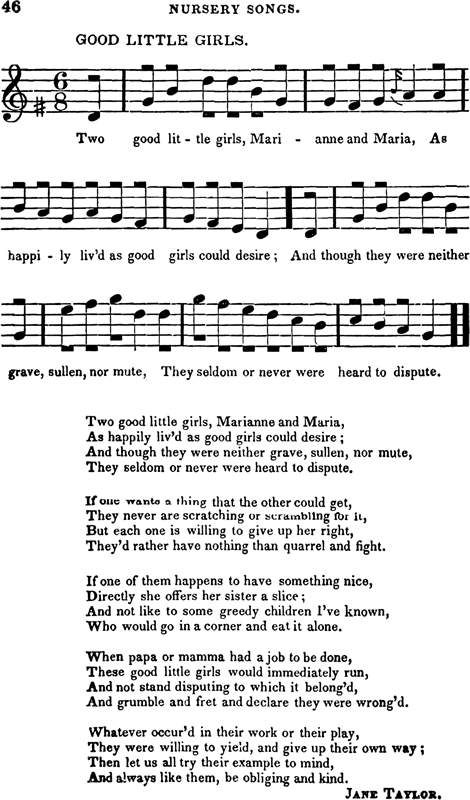 46 NURSERY SONGS.
GOOD LITTLE GIRLS.
6
8
Two good lit - tle girls, Mari - anne and Maria, As
happi - ly liv'd as good girls could desire; And though they were neither
grave, sullen, nor mute, They seldom or never were heard to dispute.
Two good little girls, Marianne and Maria,
As happily liv'd as good girls could desire;
And though they were neither grave, sullen, nor mute,
They seldom or never were heard to dispute.
If one wants a thing that the other could get,
They never are scratching or scrambling for it,
But each one is willing to give up her right,
They'd rather have nothing than quarrel and fight.
If one of them happens to have something nice,
Directly she offers her sister a slice;
And not like to some greedy children I've known,
Who would go in a corner and eat it alone.
When papa or mamma had a job to be done,
These good little girls would immediately run,
And not stand disputing to which it belong'd,
And grumble and fret and declare they were wrong'd.
Whatever occur'd in their work or their play,
They were willing to yield, and give up their own way;
Then let us all try their example to mind,
And always like them, be obliging and kind.
JANE TAYLOR.